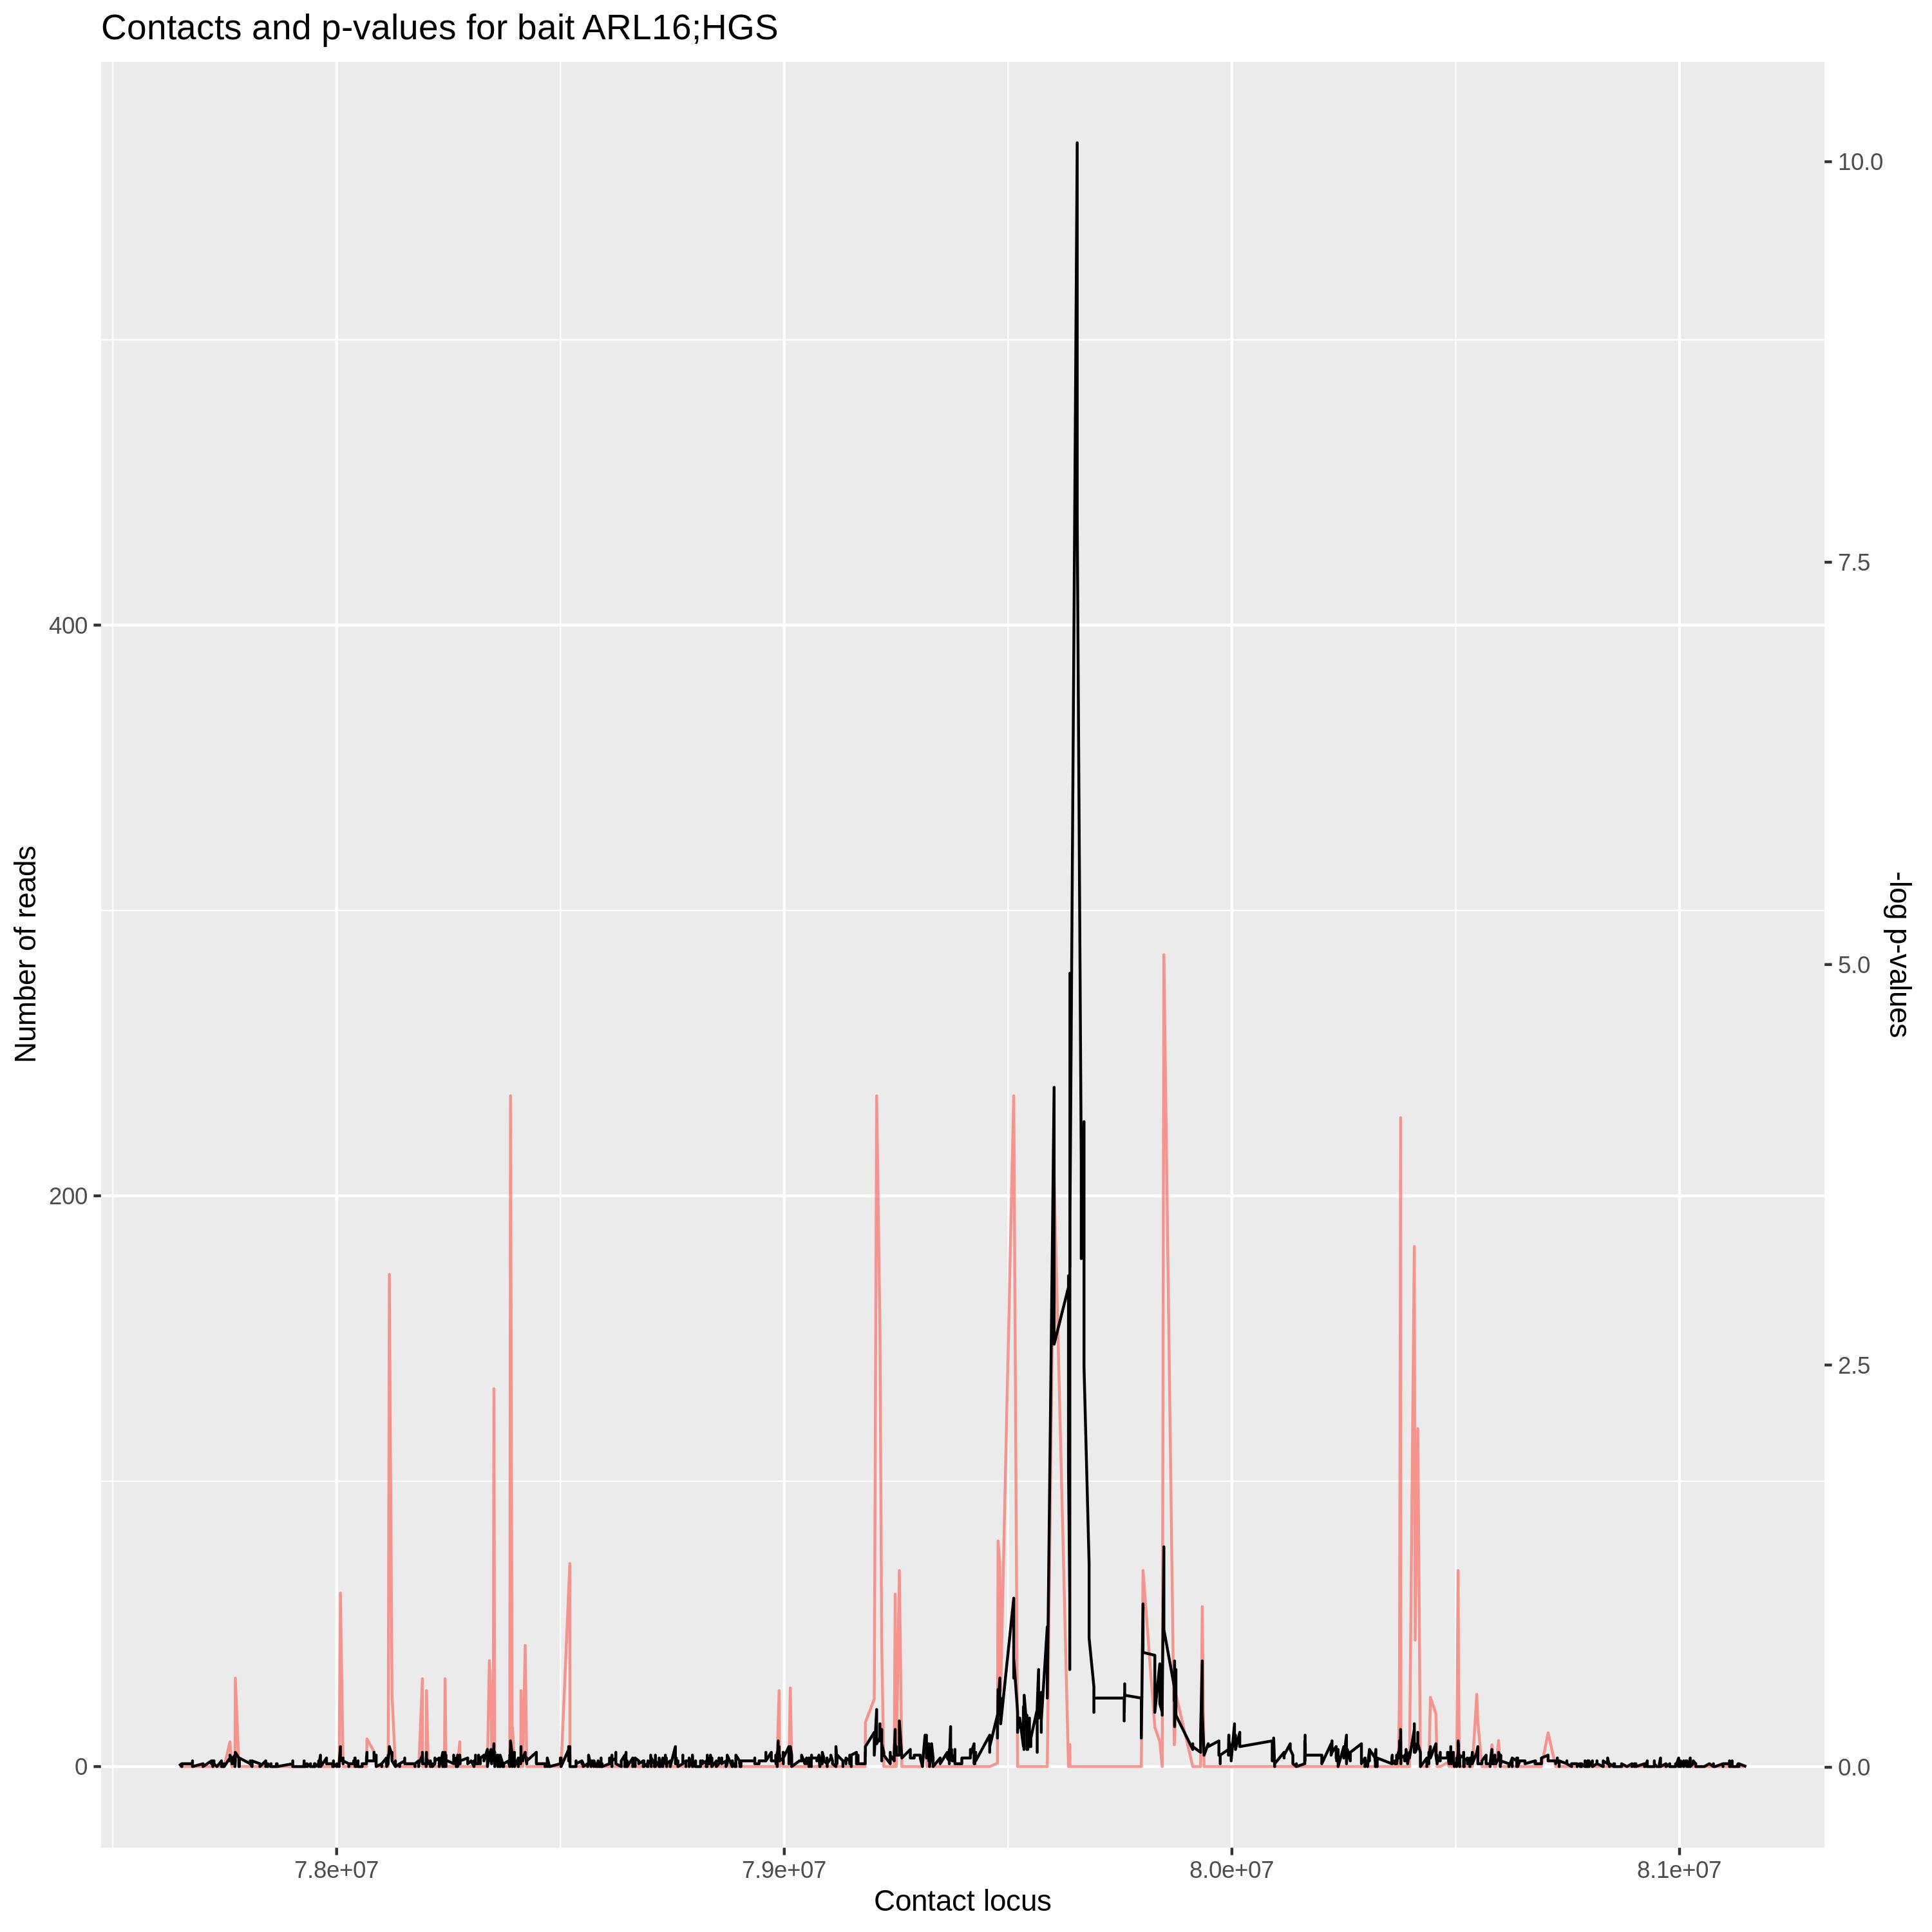 Contacts and p-values for bait ARL16;HGS
Number of reads
400
200
0
10.0
7.5
5.0
2.5
0.0
-log p-values
7.8e+07
7.9e+07
8.0e+07
8.1e+07
Contact locus